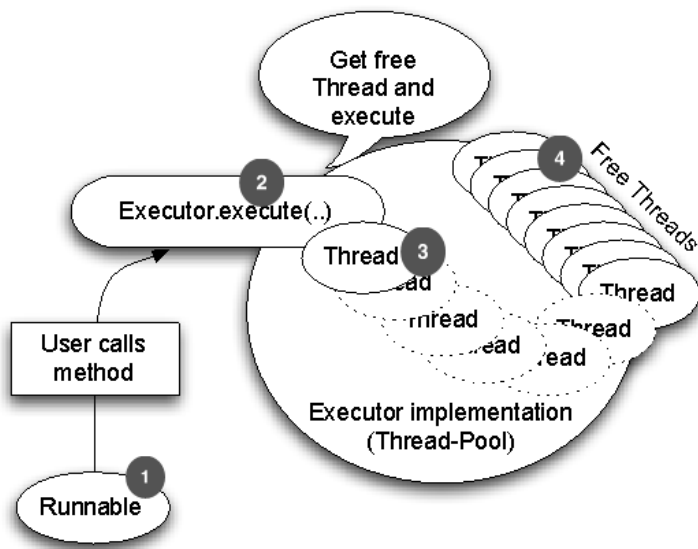 Get free
Thread and
execute
4
Free Threads
2
Executor.execute(..)
Thread
3
Thread
Thread
Thread
Executor implementation
(Thread-Pool)
User calls
method
1
Runnable